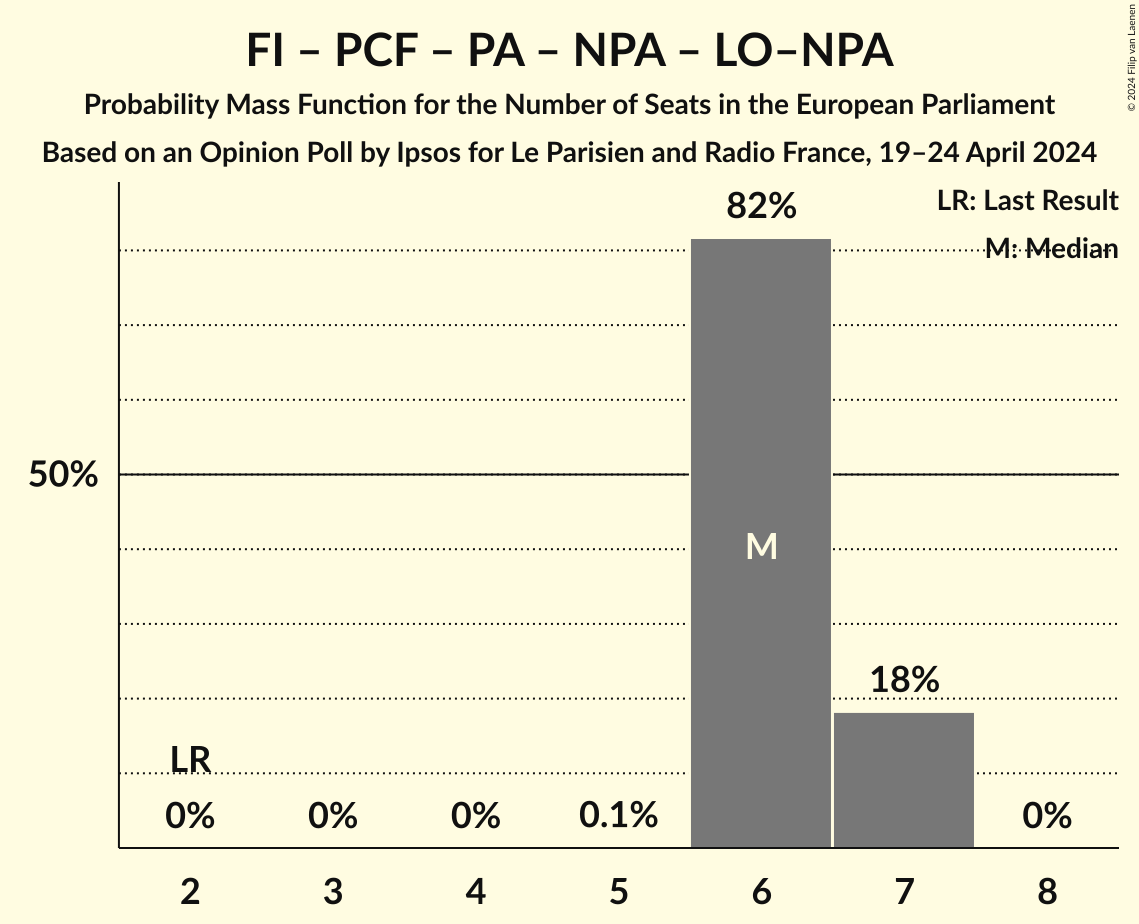 FI – PCF – PA – NPA – LO–NPA
Probability Mass Function for the Number of Seats in the European Parliament
Based on an Opinion Poll by Ipsos for Le Parisien and Radio France, 19–24 April 2024
© 2024 Filip van Laenen
LR: Last Result
M: Median
82%
50%
M
18%
LR
0% 0% 0% 0.1% 0%
2 3 4 5 6 7 8